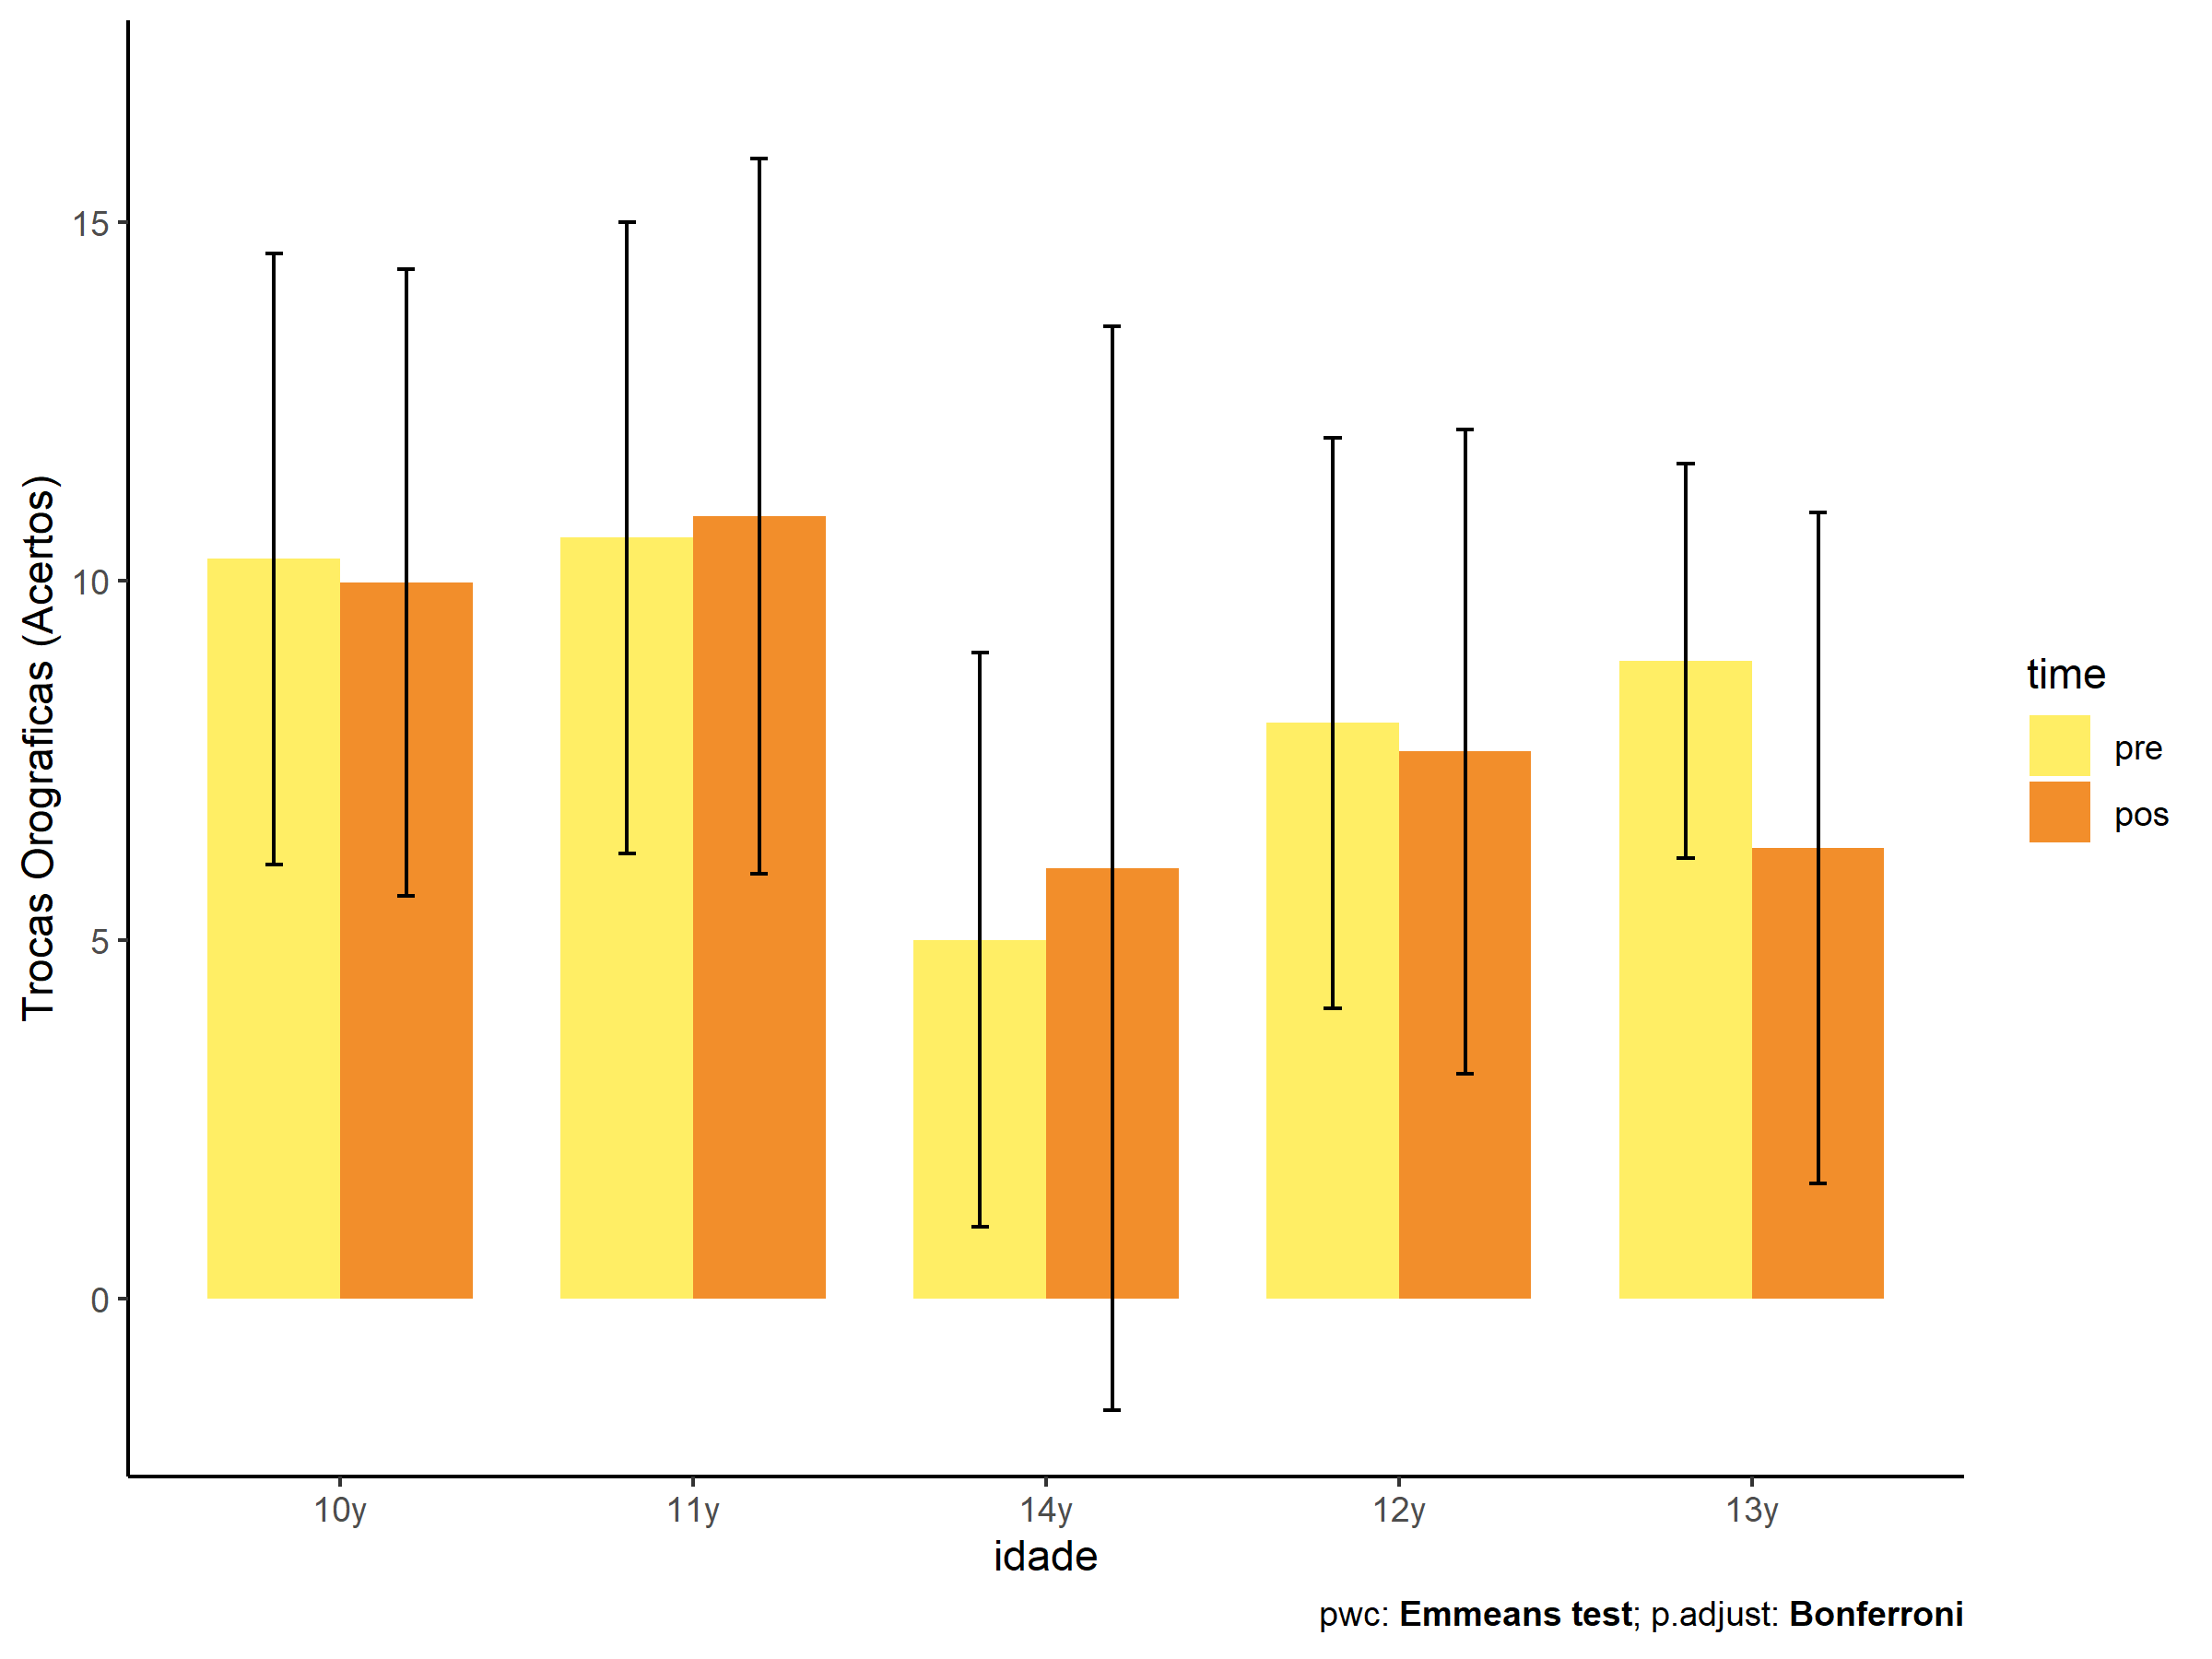 Trocas Orograficas (Acertos)
15
10
5
0
10y
11y
14y
12y
13y
idade
time
pre
pos
pwc: Emmeans test; p.adjust: Bonferroni